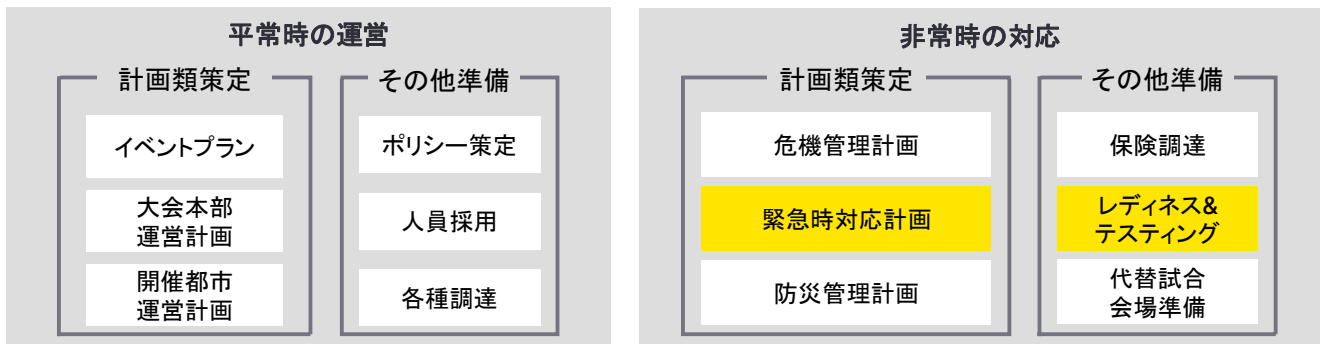 平常時の運営
計画類策定
イベントプラン
大会本部
運営計画
開催都市
運営計画
その他準備
ポリシー策定
人員採用
各種調達
非常時の対応
計画類策定
危機管理計画
緊急時対応計画
防災管理計画
その他準備
保険調達
レディネス&
テスティング
代替試合
会場準備